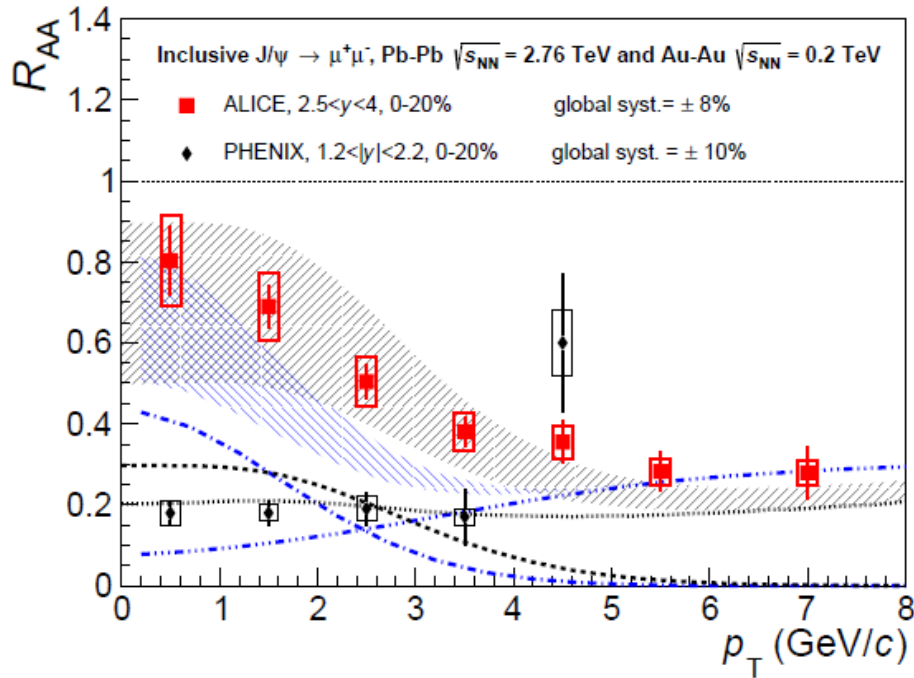 R_AA
1.4
1.2
1
0.8
0.6
0.4
0.2
0
Inclusive J/ψ → μ⁺μ⁻, Pb-Pb √s_NN = 2.76 TeV and Au-Au √s_NN = 0.2 TeV
ALICE, 2.5<y<4, 0-20% global syst.= ± 8%
PHENIX, 1.2<|y|<2.2, 0-20% global syst. = ± 10%
0 1 2 3 4 5 6 7 8
p_T (GeV/c)